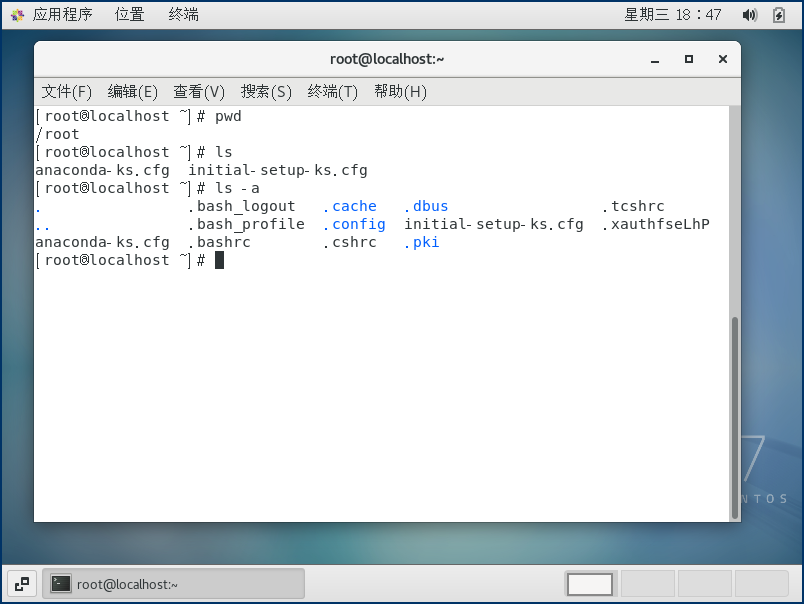 应用程序 位置 终端 星期三 18：47
root@localhost:~
文件(F) 编辑(E) 查看(V) 搜索(S) 终端(T) 帮助(H)
[root@localhost ~]# pwd
/root
[root@localhost ~]# ls
anaconda-ks.cfg initial-setup-ks.cfg
[root@localhost ~]# ls -a
. .bash_logout .cache .dbus .tcshrc
.. .bash_profile .config initial-setup-ks.cfg .xauthfseLhP
anaconda-ks.cfg .bashrc .cshrc .pki
[root@localhost ~]#
7
NTOS
root@localhost:~